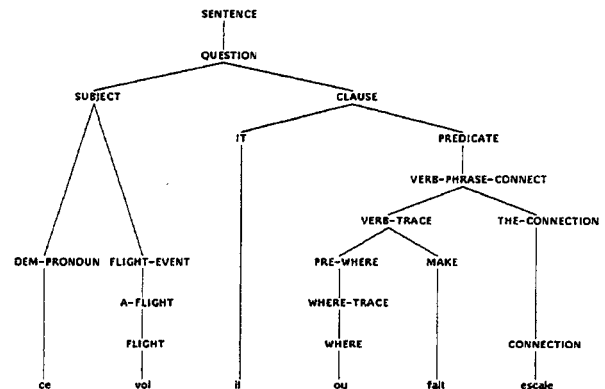 SENTENCE
QUESTION
SUBJECT CLAUSE
IT PREDICATE
VERB-PHRASE-CONNECT
VERB-TRACE THE-CONNECTION
DEM-PRONOUN FLIGHT-EVENT PRE-WHERE MAKE
A-FLIGHT WHERE-TRACE
FLIGHT WHERE CONNECTION
ce vol il ou fait escale